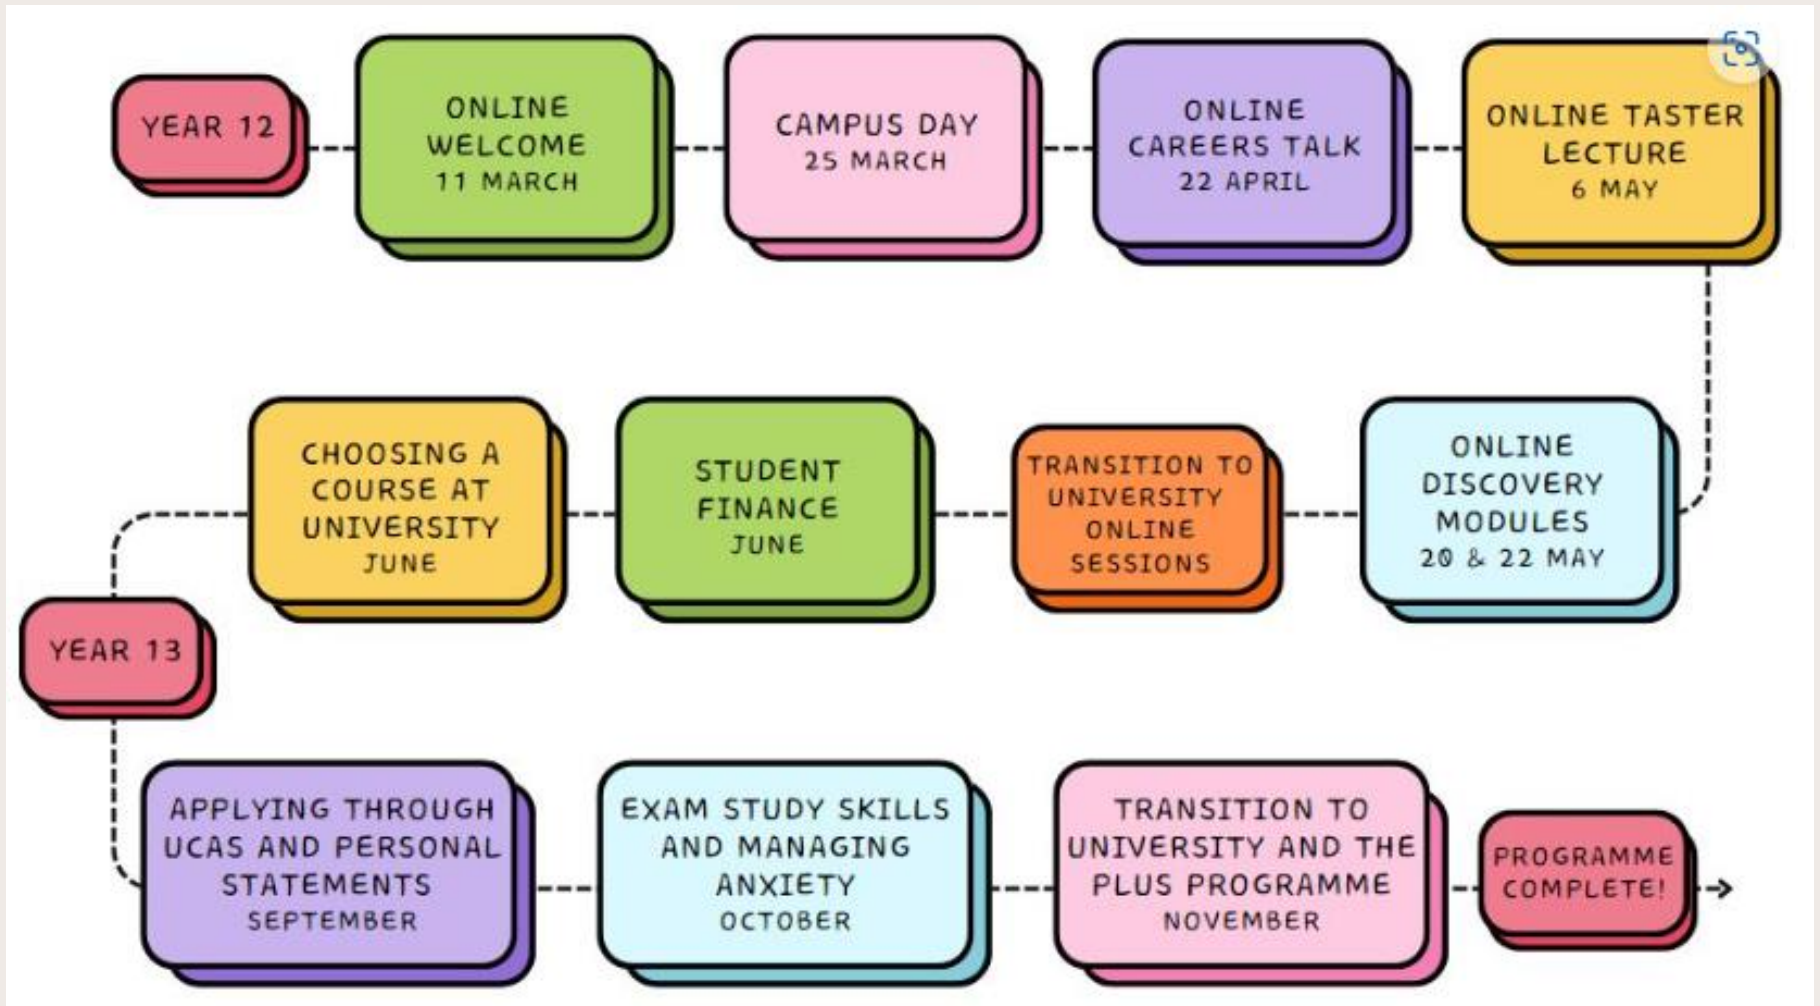 YEAR 12
ONLINE
WELCOME
11 MARCH
CAMPUS DAY
25 MARCH
ONLINE
CAREERS TALK
22 APRIL
ONLINE TASTER
LECTURE
6 MAY
ONLINE
DISCOVERY
MODULES
20 & 22 MAY
TRANSITION TO
UNIVERSITY
ONLINE
SESSIONS
STUDENT
FINANCE
JUNE
CHOOSING A
COURSE AT
UNIVERSITY
JUNE
YEAR 13
APPLYING THROUGH
UCAS AND PERSONAL
STATEMENTS
SEPTEMBER
EXAM STUDY SKILLS
AND MANAGING
ANXIETY
OCTOBER
TRANSITION TO
UNIVERSITY AND THE
PLUS PROGRAMME
NOVEMBER
PROGRAMME
COMPLETE!